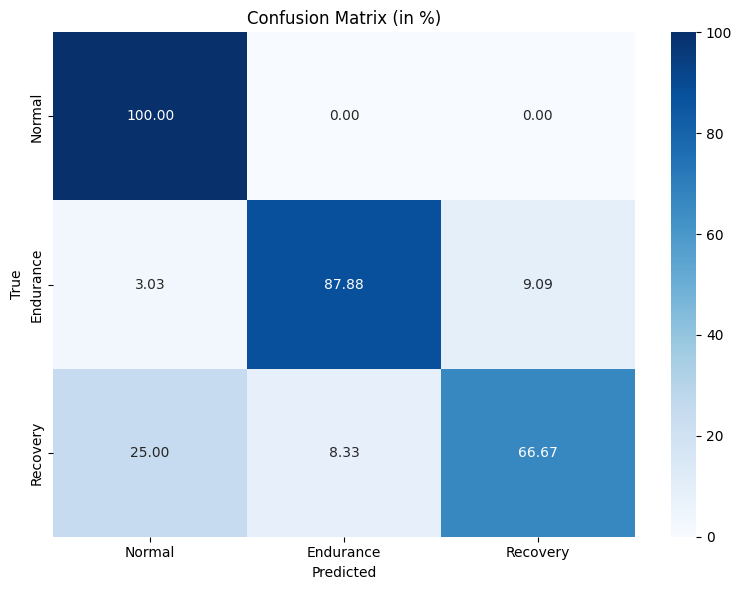 Confusion Matrix (in %)
True
Normal
100.00 0.00 0.00
Endurance
3.03 87.88 9.09
Recovery
25.00 8.33 66.67
Normal Endurance Recovery
Predicted
100
80
60
40
20
0